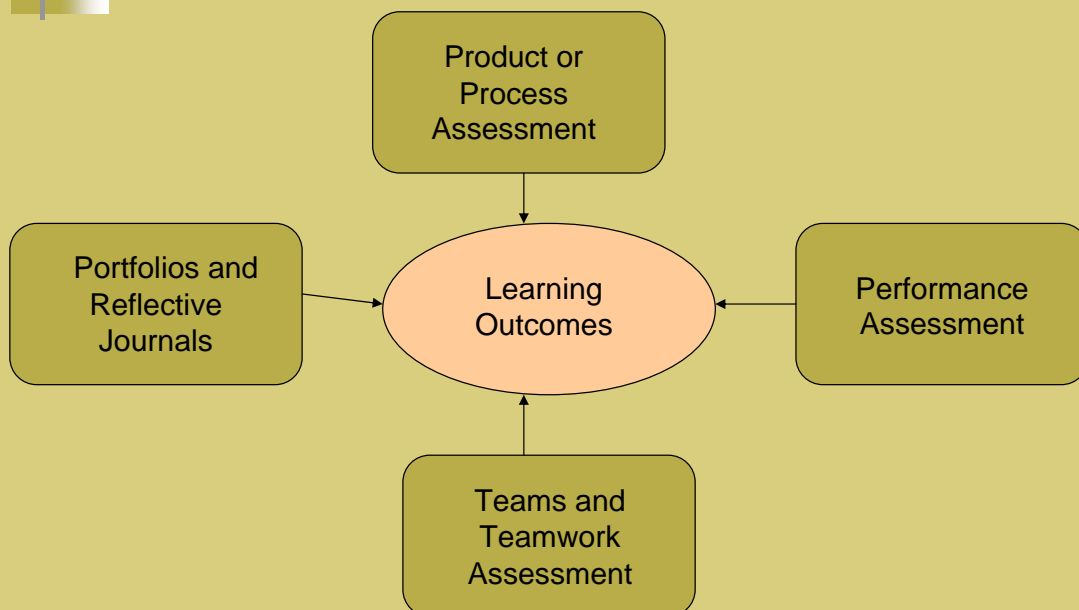 Product or
Process
Assessment
Portfolios and
Reflective
Journals
Learning
Outcomes
Performance
Assessment
Teams and
Teamwork
Assessment